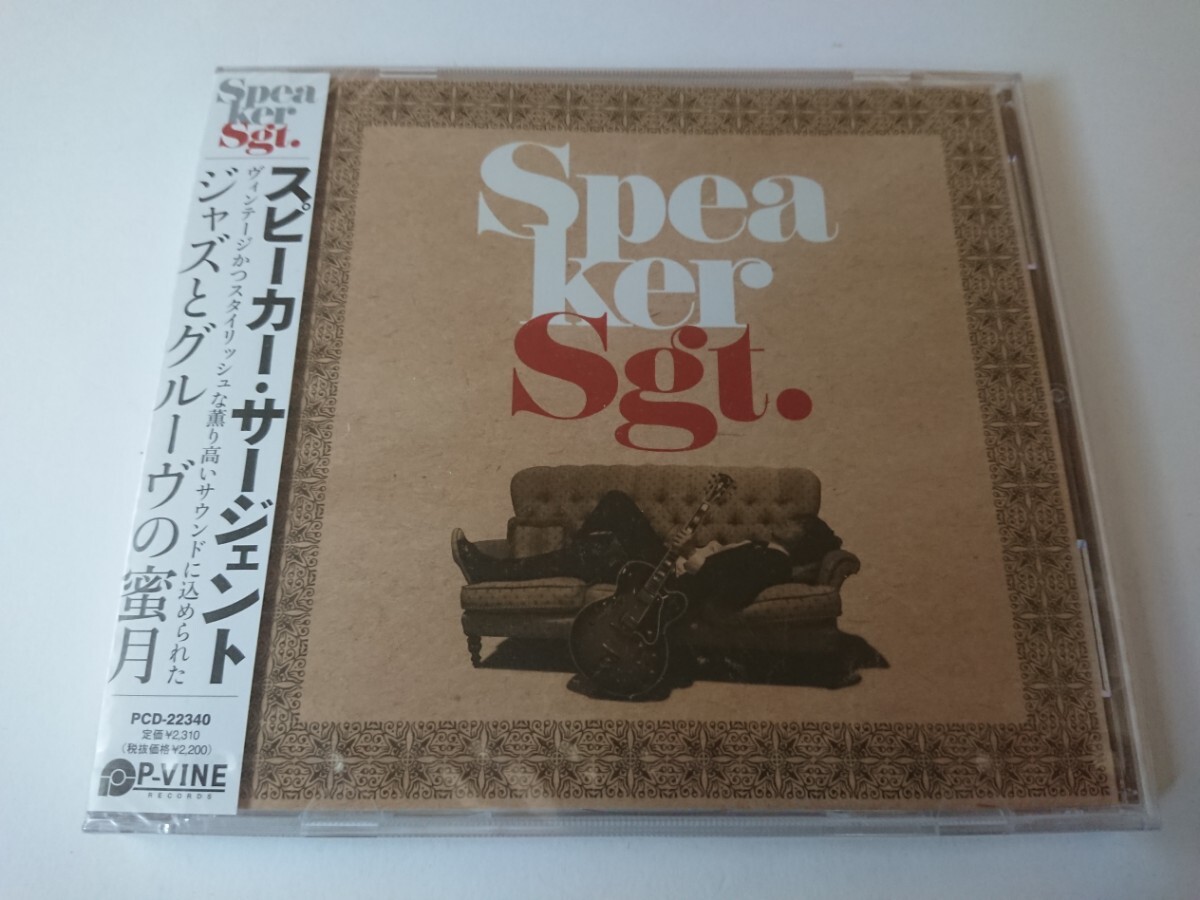 Spea
ker
Sgt.
スピーカー・サージェント
ヴィンテージかつスタイリッシュな薫り高いサウンドに込められた
ジャズとグルーヴの蜜月
PCD-22340
定価¥2,310
(税抜価格¥2,200)
P-VINE
RECORDS
Spea
ker
Sgt.